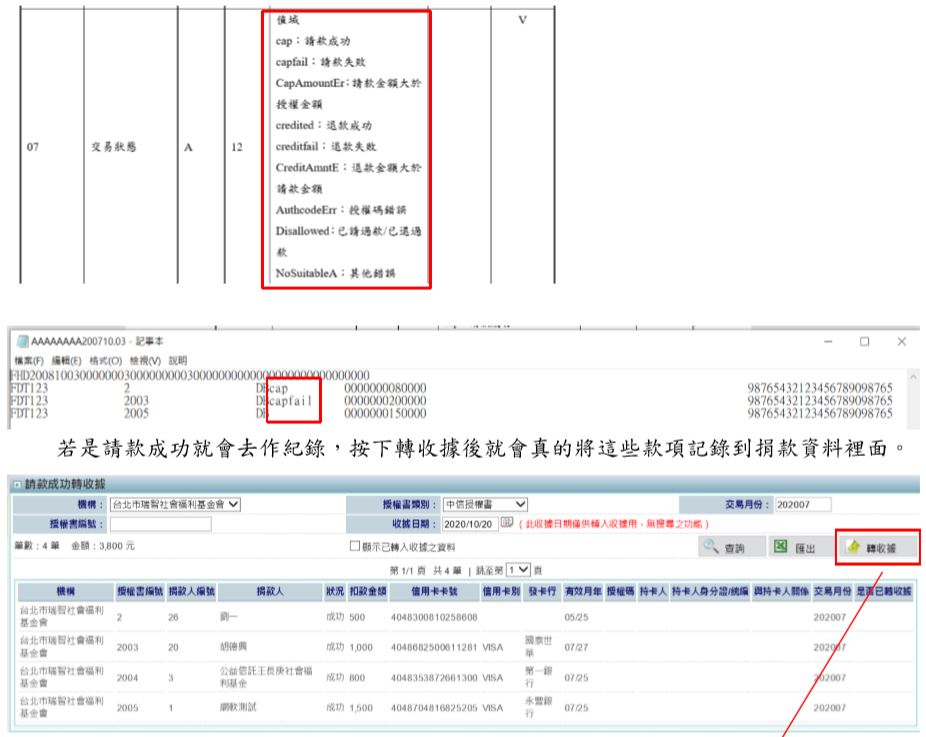 值域
V
cap：請款成功
capfail：請款失敗
CapAmountEr：請款金額大於
授權金額
credited：退款成功
07 交易狀態 A 12 creditfail：退款失敗
CreditAmntE：退款金額大於
請款金額
AuthcodeErr：授權碼錯誤
Disallowed：已請過款/已退過
款
NoSuitableA：其他錯誤
AAAAAAAA200710.03 - 記事本
檔案(F) 編輯(E) 格式(O) 檢視(V) 說明
FDT123 2 DBcap 0000000080000 98765432123456789098765
FDT123 2003 DBcapfail 0000000200000 98765432123456789098765
FDT123 2005 DB 0000000150000 98765432123456789098765
若是請款成功就會去作紀錄，按下轉收據後就會真的將這些款項記錄到捐款資料裡面。
請款成功轉收據
機構： 台北市瑞智社會福利基金會 授權書類別： 中信授權書 交易月份： 202007
授權書編號： 收據日期： 2020/10/20 (此收據日期僅供轉入收據用，無搜尋之功能)
筆數：4 筆 金額：3,800 元 顯示已轉入收據之資料 查詢 匯出 轉收據
第 1/1 頁 共 4 筆 | 跳至第 1 頁
機構 授權書編號 捐款人編號 捐款人 狀況 扣款金額 信用卡卡號 信用卡別 發卡行 有效月年 授權碼 持卡人 持卡人身分證/統編 與持卡人關係 交易月份 是否已轉收據
台北市瑞智社會福利
基金會 2 26 劉一 成功 500 4048300810258608 05/25 202007
台北市瑞智社會福利
基金會 2003 20 胡德興 成功 1,000 4048682500611281 VISA 國泰世
華 07/27 202007
台北市瑞智社會福利
基金會 2004 3 公益信託王長庚社會福
利基金 成功 800 4048353872661300 VISA 第一銀
行 07/25 202007
台北市瑞智社會福利
基金會 2005 1 網軟測試 成功 1,500 4048704816825205 VISA 永豐銀
行 07/25 202007